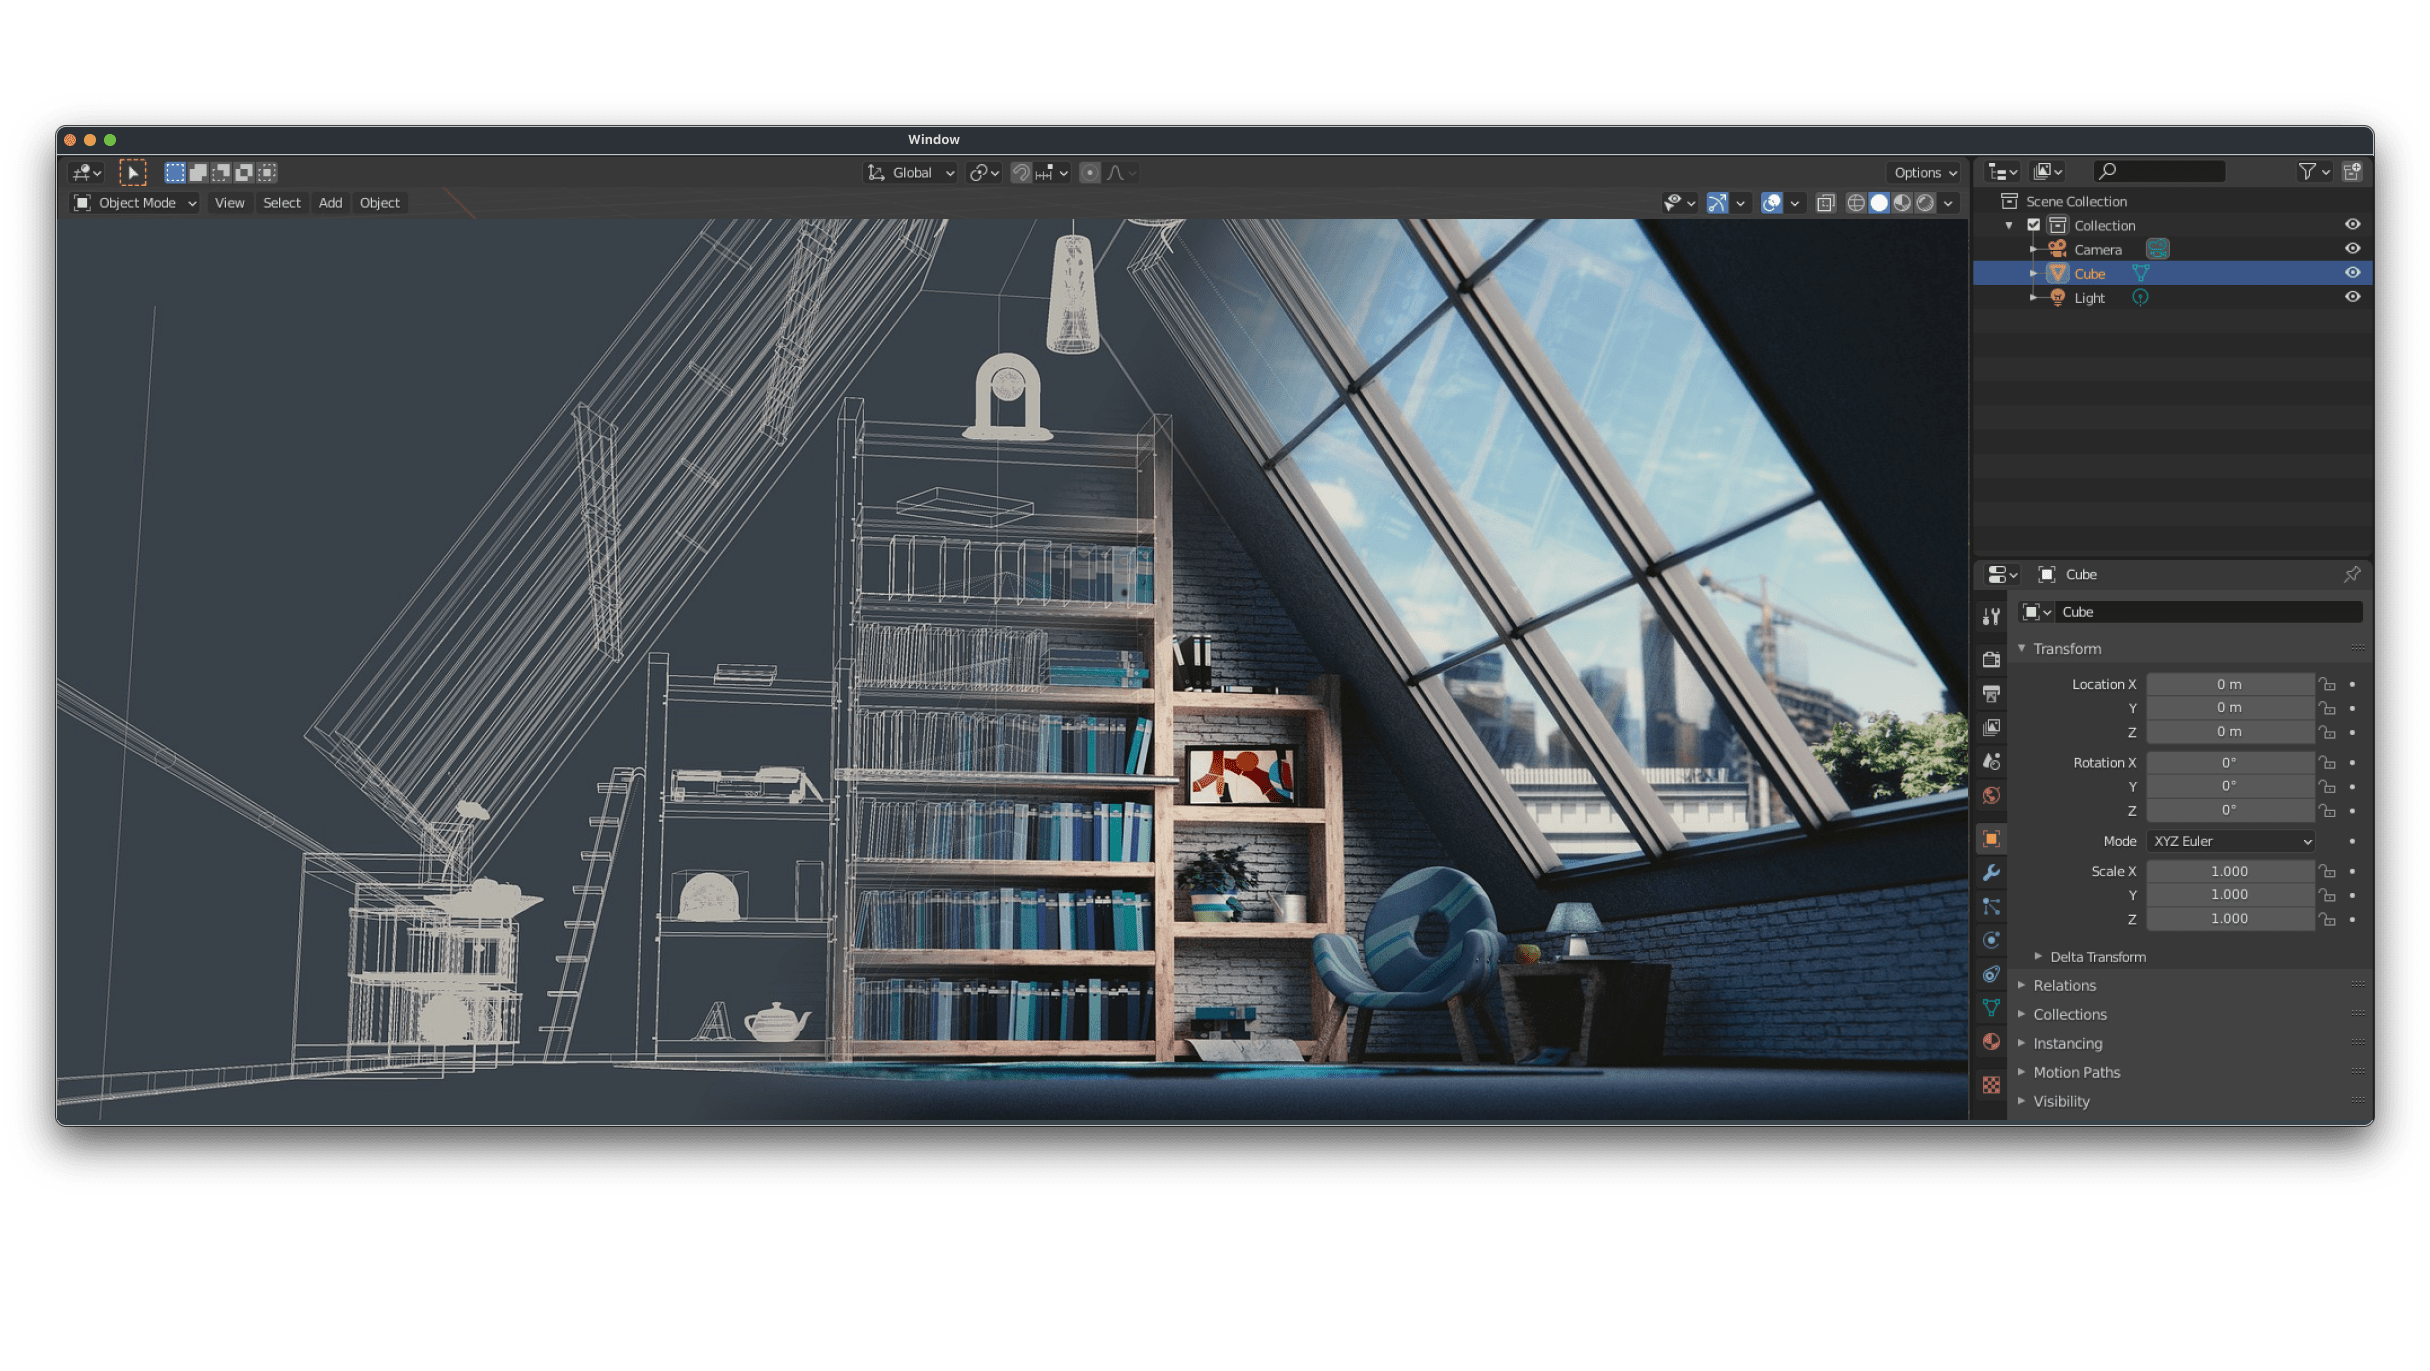 Window
Global
Options
Object Mode View Select Add Object
Scene Collection
Collection
Camera
Cube
Light
Cube
Cube
Transform
Location X 0 m
Y 0 m
Z 0 m
Rotation X 0°
Y 0°
Z 0°
Mode XYZ Euler
Scale X 1.000
Y 1.000
Z 1.000
Delta Transform
Relations
Collections
Instancing
Motion Paths
Visibility
A